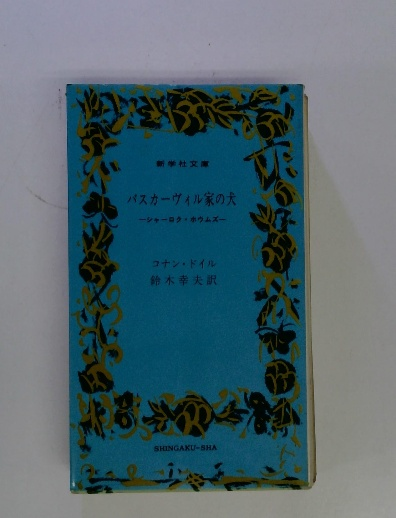 新学社文庫
バスカーヴィル家の犬
―シャーロク・ホウムズ―
コナン・ドイル
鈴木幸夫訳
SHINGAKU-SHA